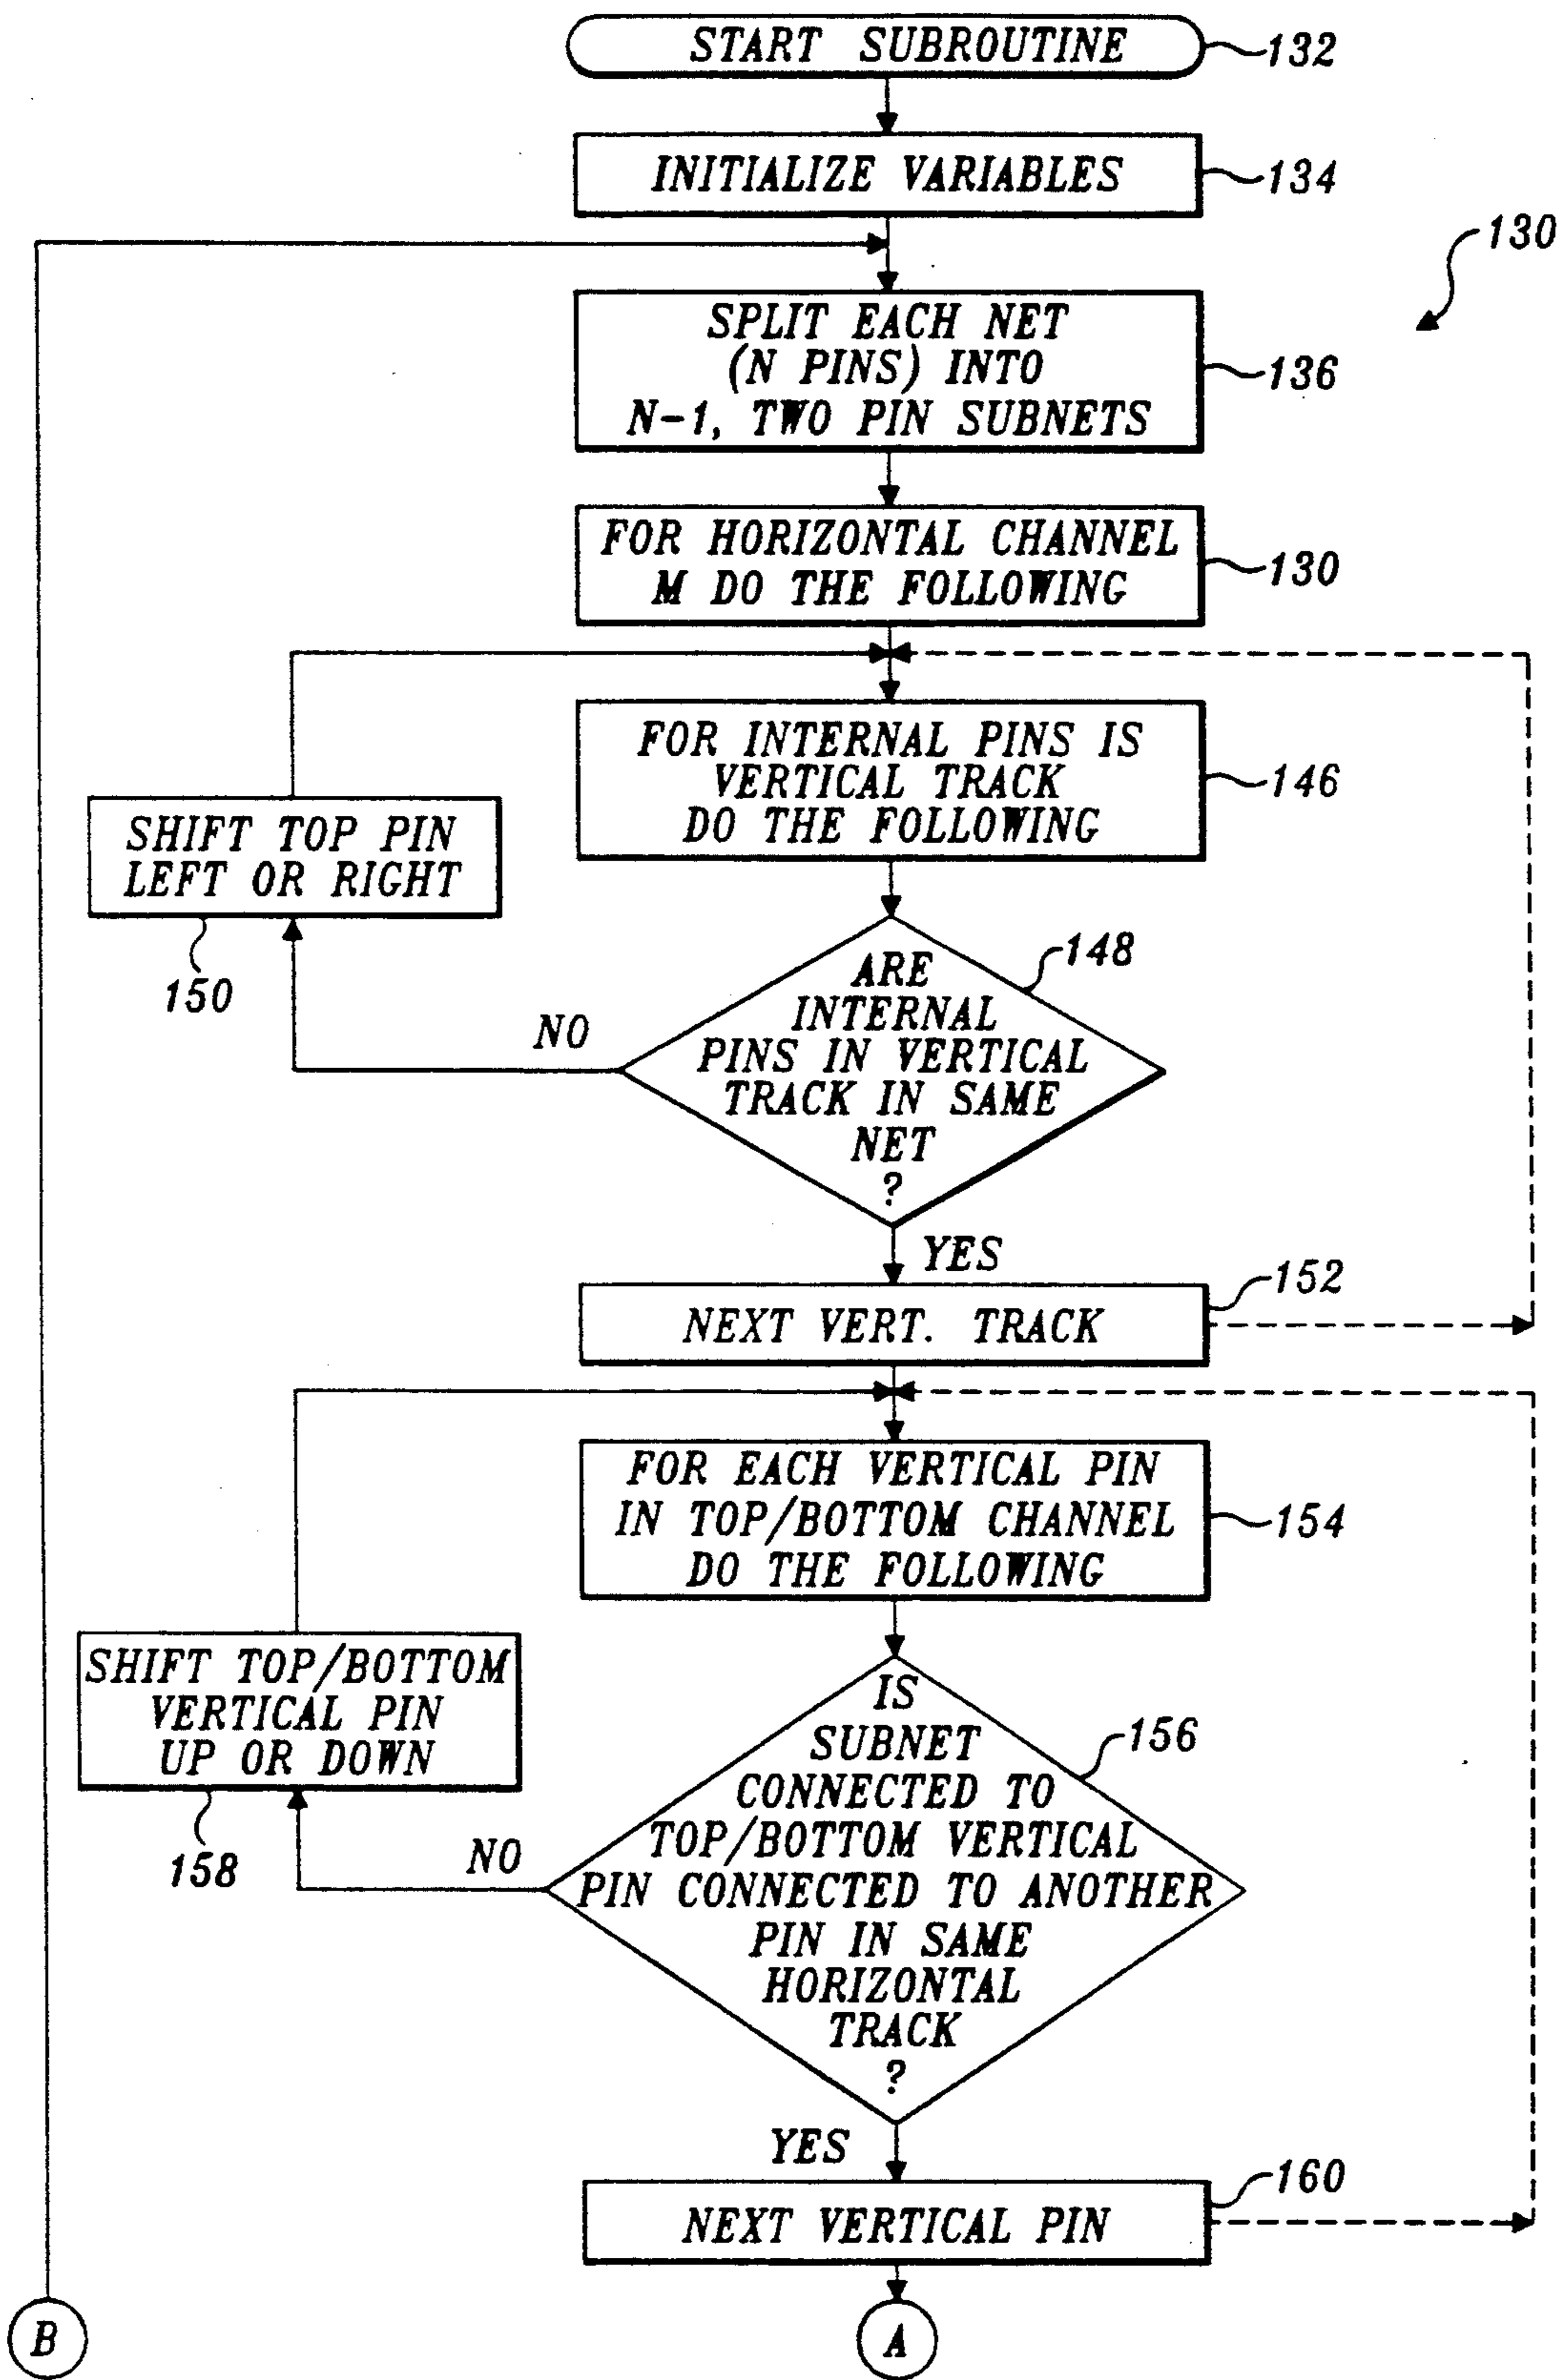 START SUBROUTINE
132
INITIALIZE VARIABLES
134
130
SPLIT EACH NET
(N PINS) INTO
N-1, TWO PIN SUBNETS
136
FOR HORIZONTAL CHANNEL
M DO THE FOLLOWING
130
FOR INTERNAL PINS IS
VERTICAL TRACK
DO THE FOLLOWING
146
SHIFT TOP PIN
LEFT OR RIGHT
150
ARE
INTERNAL
PINS IN VERTICAL
TRACK IN SAME
NET
?
148
NO
YES
NEXT VERT. TRACK
152
FOR EACH VERTICAL PIN
IN TOP/BOTTOM CHANNEL
DO THE FOLLOWING
154
SHIFT TOP/BOTTOM
VERTICAL PIN
UP OR DOWN
158
IS
SUBNET
CONNECTED TO
TOP/BOTTOM VERTICAL
PIN CONNECTED TO ANOTHER
PIN IN SAME
HORIZONTAL
TRACK
?
156
NO
YES
NEXT VERTICAL PIN
160
B
A